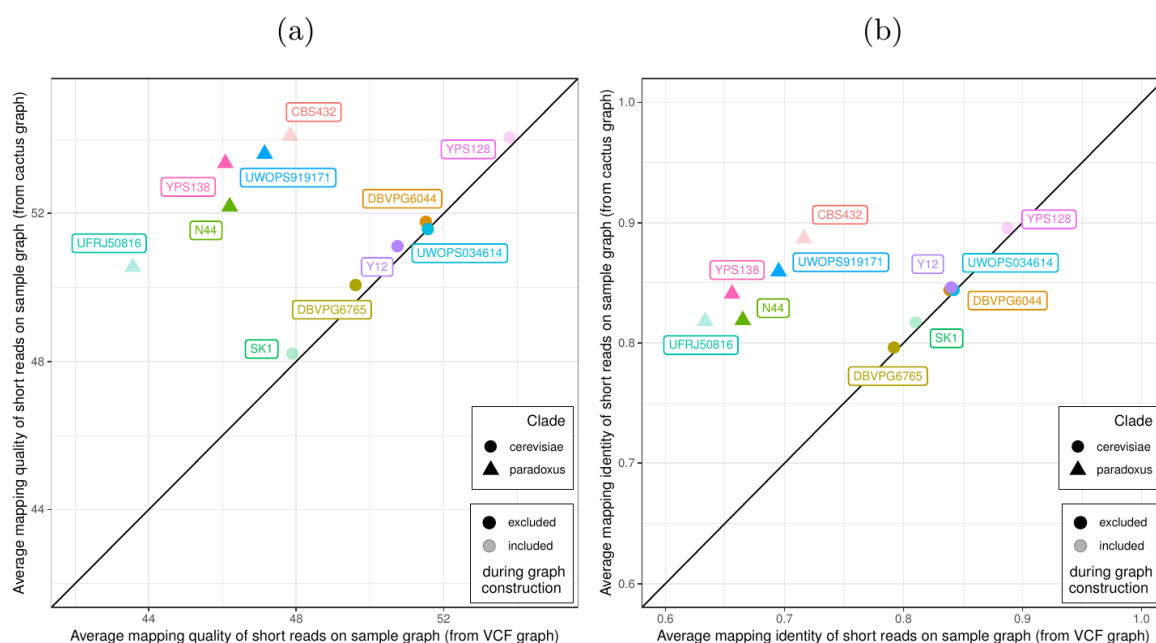 (a)
Average mapping quality of short reads on sample graph (from cactus graph)
52
48
44
CBS432
YPS128
YPS138
UWOPS919171
DBVPG6044
N44
UFRJ50816
UWOPS034614
Y12
DBVPG6765
SK1
Clade
cerevisiae
paradoxus
excluded
included
during graph
construction
44
48
52
Average mapping quality of short reads on sample graph (from VCF graph)
(b)
Average mapping identity of short reads on sample graph (from cactus graph)
1.0
0.9
0.8
0.7
0.6
CBS432
YPS128
UWOPS919171
Y12
UWOPS034614
YPS138
N44
DBVPG6044
UFRJ50816
SK1
DBVPG6765
Clade
cerevisiae
paradoxus
excluded
included
during graph
construction
0.6
0.7
0.8
0.9
1.0
Average mapping identity of short reads on sample graph (from VCF graph)